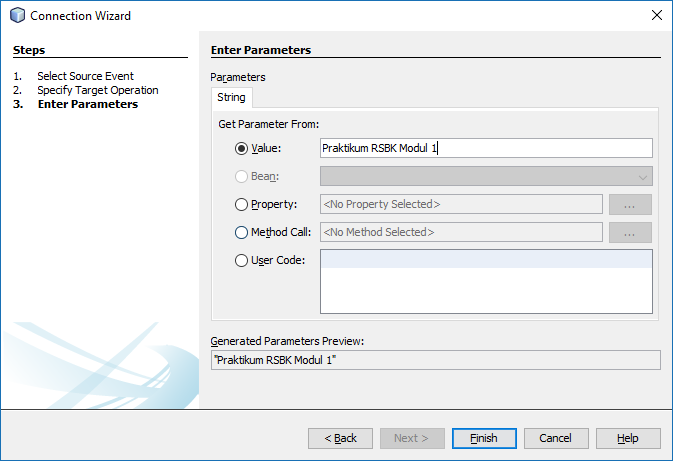 Connection Wizard
Steps
1. Select Source Event
2. Specify Target Operation
3. Enter Parameters
Enter Parameters
Parameters
String
Get Parameter From:
Value: Praktikum RSBK Modul 1
Bean:
Property: <No Property Selected> ...
Method Call: <No Method Selected> ...
User Code:
Generated Parameters Preview:
"Praktikum RSBK Modul 1"
< Back Next > Finish Cancel Help